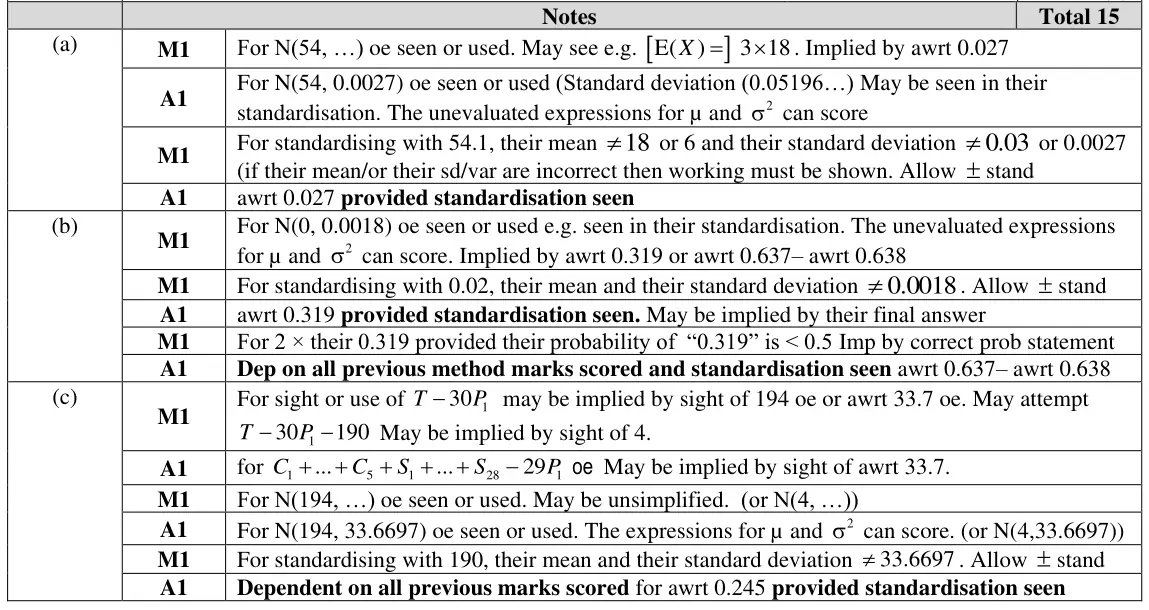 Notes Total 15
(a) M1 For N(54, …) oe seen or used. May see e.g. [E(X) =] 3×18. Implied by awrt 0.027
A1 For N(54, 0.0027) oe seen or used (Standard deviation (0.05196…) May be seen in their
standardisation. The unevaluated expressions for μ and σ² can score
M1 For standardising with 54.1, their mean ≠18 or 6 and their standard deviation ≠0.03 or 0.0027
(if their mean/or their sd/var are incorrect then working must be shown. Allow ± stand
A1 awrt 0.027 provided standardisation seen
(b) M1 For N(0, 0.0018) oe seen or used e.g. seen in their standardisation. The unevaluated expressions
for μ and σ² can score. Implied by awrt 0.319 or awrt 0.637– awrt 0.638
M1 For standardising with 0.02, their mean and their standard deviation ≠0.0018. Allow ± stand
A1 awrt 0.319 provided standardisation seen. May be implied by their final answer
M1 For 2 × their 0.319 provided their probability of “0.319” is < 0.5 Imp by correct prob statement
A1 Dep on all previous method marks scored and standardisation seen awrt 0.637– awrt 0.638
(c) M1 For sight or use of T − 30P₁ may be implied by sight of 194 oe or awrt 33.7 oe. May attempt
T − 30P₁ − 190 May be implied by sight of 4.
A1 for C₁ + ... + C₅ + S₁ + ... + S₂₈ − 29P₁ oe May be implied by sight of awrt 33.7.
M1 For N(194, …) oe seen or used. May be unsimplified. (or N(4, …))
A1 For N(194, 33.6697) oe seen or used. The expressions for μ and σ² can score. (or N(4,33.6697))
M1 For standardising with 190, their mean and their standard deviation ≠33.6697. Allow ± stand
A1 Dependent on all previous marks scored for awrt 0.245 provided standardisation seen